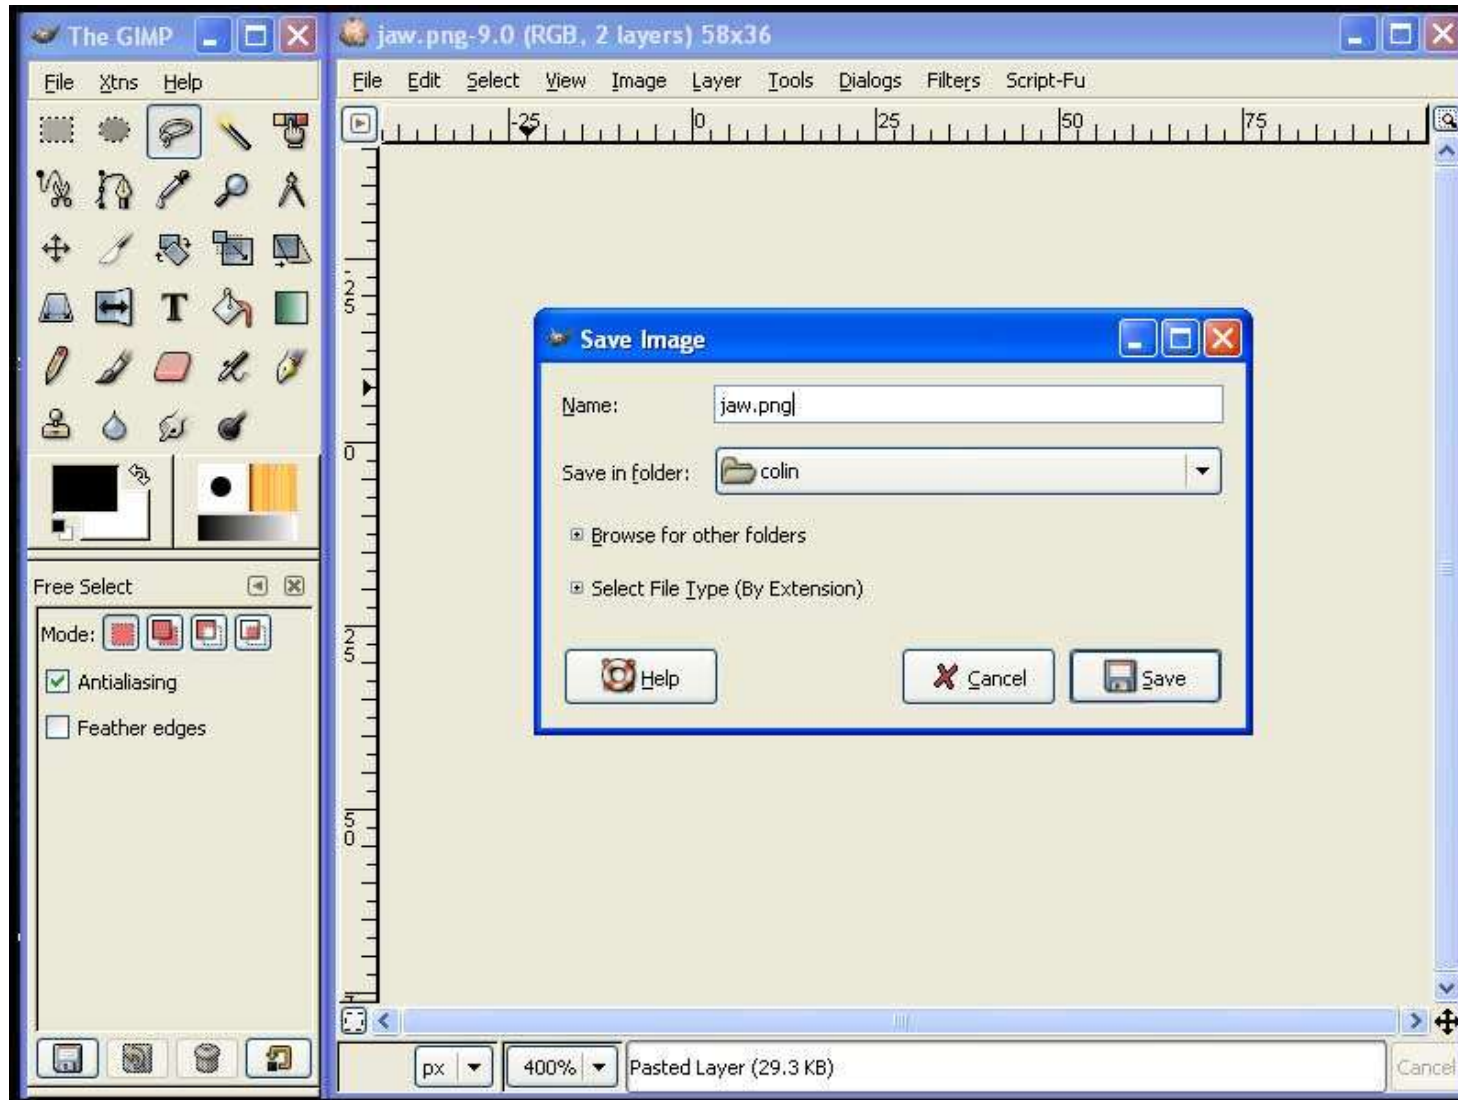 The GIMP
File Xtns Help
Free Select
Mode:
Antialiasing
Feather edges
jaw.png-9.0 (RGB, 2 layers) 58x36
File Edit Select View Image Layer Tools Dialogs Filters Script-Fu
-25 0 25 50 75
-25
0
25
50
Save Image
Name: jaw.png
Save in folder: colin
Browse for other folders
Select File Type (By Extension)
Help Cancel Save
px 400% Pasted Layer (29.3 KB) Cancel